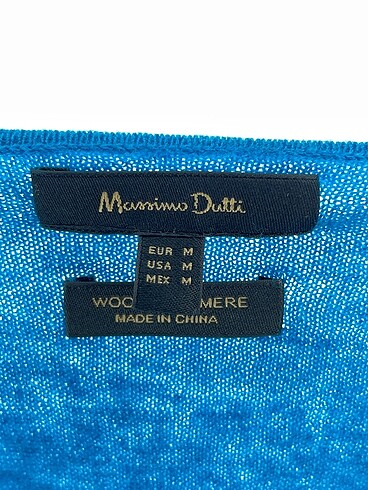 Massimo Dutti
EUR M
USA M
MEX M
MADE IN CHINA